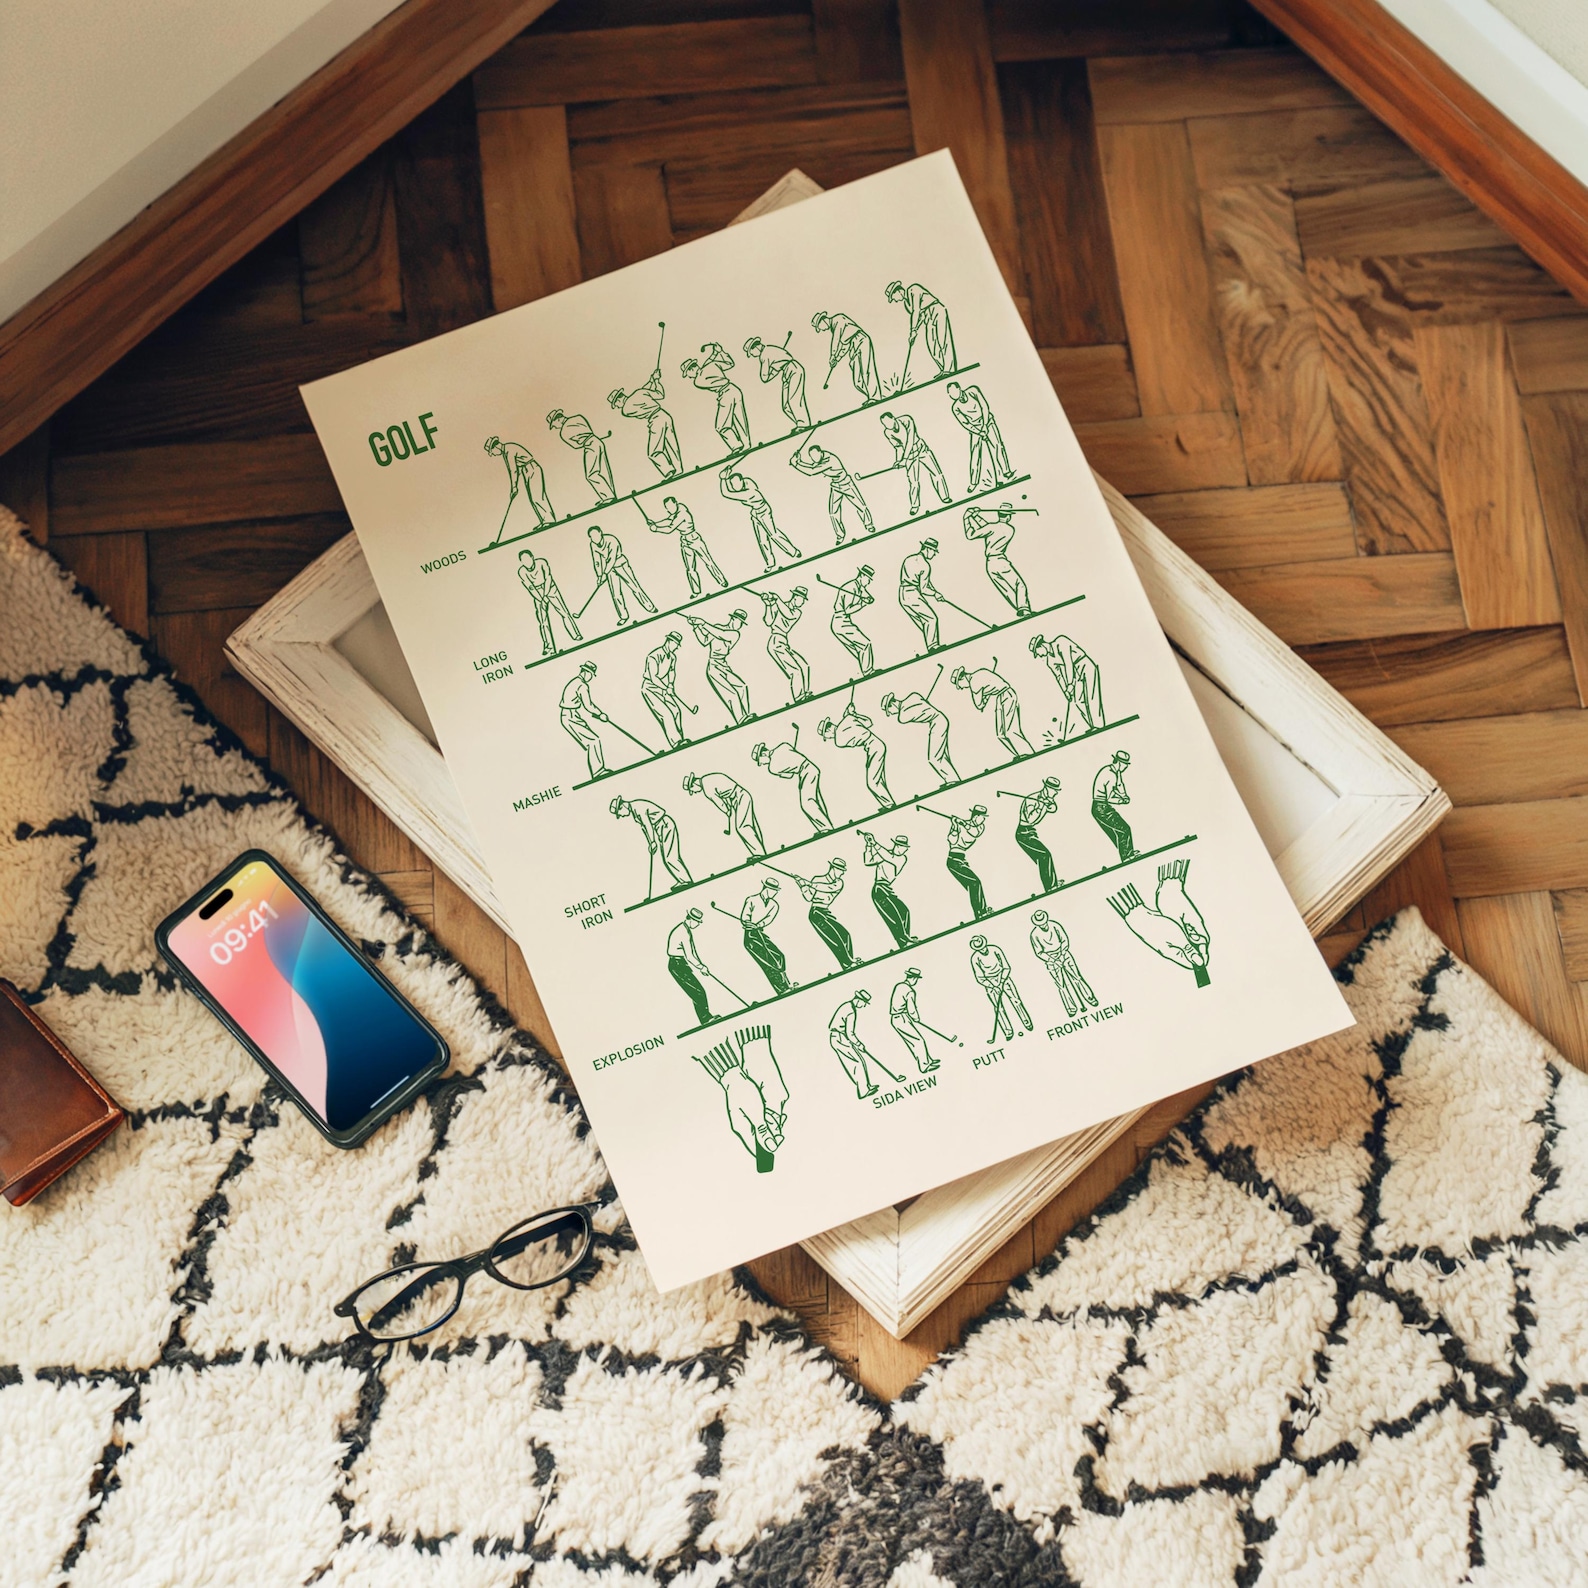 GOLF
WOODS
LONG
IRON
MASHIE
SHORT
IRON
EXPLOSION
SIDA VIEW
PUTT
FRONT VIEW
09:41